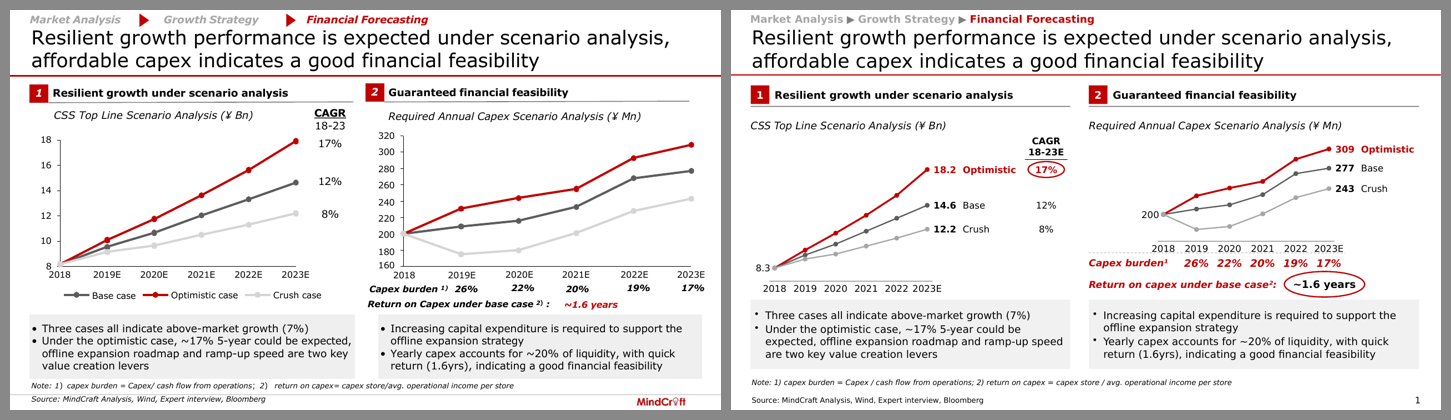 Market Analysis Growth Strategy Financial Forecasting
Resilient growth performance is expected under scenario analysis,
affordable capex indicates a good financial feasibility
1 Resilient growth under scenario analysis
CSS Top Line Scenario Analysis (¥ Bn)
CAGR
18-23
17%
12%
8%
18
16
14
12
10
8
2018 2019E 2020E 2021E 2022E 2023E
Base case Optimistic case Crush case
2 Guaranteed financial feasibility
Required Annual Capex Scenario Analysis (¥ Mn)
320
300
280
260
240
220
200
180
160
2018 2019E 2020E 2021E 2022E 2023E
Capex burden ¹⁾ 26% 22% 20% 19% 17%
Return on Capex under base case ²⁾ : ~1.6 years
• Three cases all indicate above-market growth (7%)
• Under the optimistic case, ~17% 5-year could be expected,
offline expansion roadmap and ramp-up speed are two key
value creation levers
• Increasing capital expenditure is required to support the
offline expansion strategy
• Yearly capex accounts for ~20% of liquidity, with quick
return (1.6yrs), indicating a good financial feasibility
Note: 1) capex burden = Capex/ cash flow from operations; 2) return on capex= capex store/avg. operational income per store
Source: MindCraft Analysis, Wind, Expert interview, Bloomberg
MindCraft
Market Analysis ▶ Growth Strategy ▶ Financial Forecasting
Resilient growth performance is expected under scenario analysis,
affordable capex indicates a good financial feasibility
1 Resilient growth under scenario analysis
CSS Top Line Scenario Analysis (¥ Bn)
CAGR
18-23E
18.2 Optimistic 17%
14.6 Base 12%
12.2 Crush 8%
8.3
2018 2019 2020 2021 2022 2023E
2 Guaranteed financial feasibility
Required Annual Capex Scenario Analysis (¥ Mn)
309 Optimistic
277 Base
243 Crush
200
2018 2019 2020 2021 2022 2023E
Capex burden¹ 26% 22% 20% 19% 17%
Return on capex under base case²: ~1.6 years
• Three cases all indicate above-market growth (7%)
• Under the optimistic case, ~17% 5-year could be
expected, offline expansion roadmap and ramp-up speed
are two key value creation levers
• Increasing capital expenditure is required to support the
offline expansion strategy
• Yearly capex accounts for ~20% of liquidity, with quick
return (1.6yrs), indicating a good financial feasibility
Note: 1) capex burden = Capex / cash flow from operations; 2) return on capex = capex store / avg. operational income per store
Source: MindCraft Analysis, Wind, Expert interview, Bloomberg
1